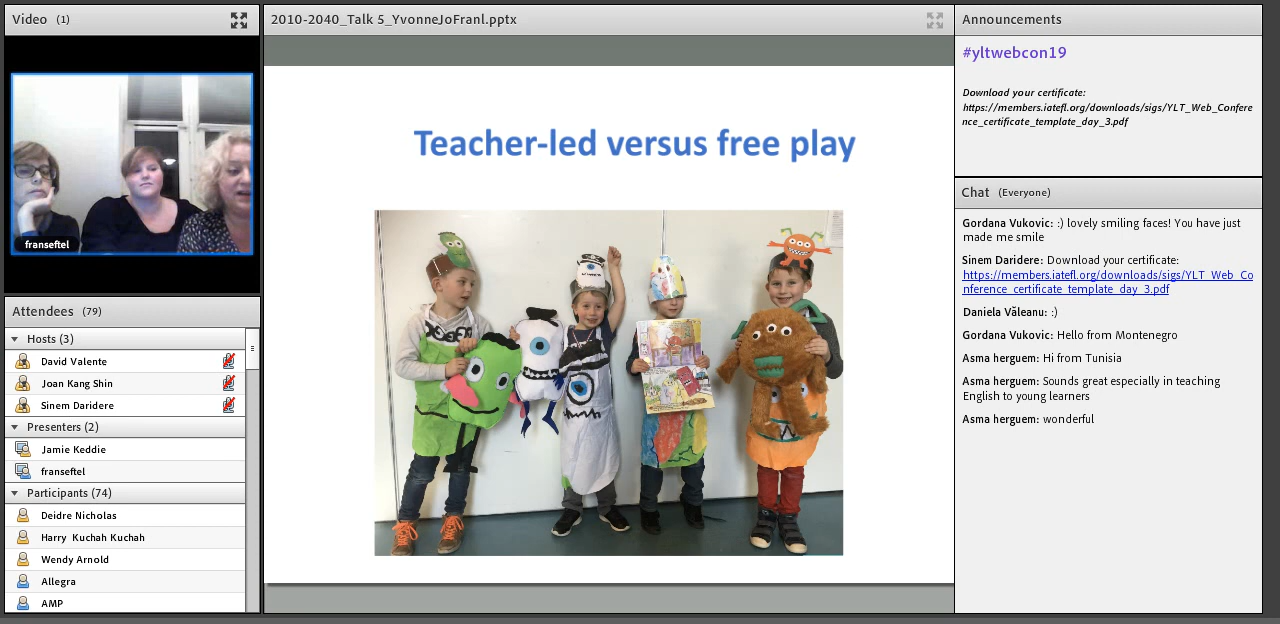 Video (1)
franseftel
Attendees (79)
Hosts (3)
David Valente
Joan Kang Shin
Sinem Daridere
Presenters (2)
Jamie Keddie
franseftel
Participants (74)
Deidre Nicholas
Harry Kuchah Kuchah
Wendy Arnold
Allegra
AMP
2010-2040_Talk 5_YvonneJoFranl.pptx
Teacher-led versus free play
Announcements
#yltwebcon19
Download your certificate:
https://members.iatefl.org/downloads/sigs/YLT_Web_Confere
nce_certificate_template_day_3.pdf
Chat (Everyone)
Gordana Vukovic: :) lovely smiling faces! You have just
made me smile
Sinem Daridere: Download your certificate:
https://members.iatefl.org/downloads/sigs/YLT_Web_Co
nference_certificate_template_day_3.pdf
Daniela Văleanu: :)
Gordana Vukovic: Hello from Montenegro
Asma herguem: Hi from Tunisia
Asma herguem: Sounds great especially in teaching
English to young learners
Asma herguem: wonderful